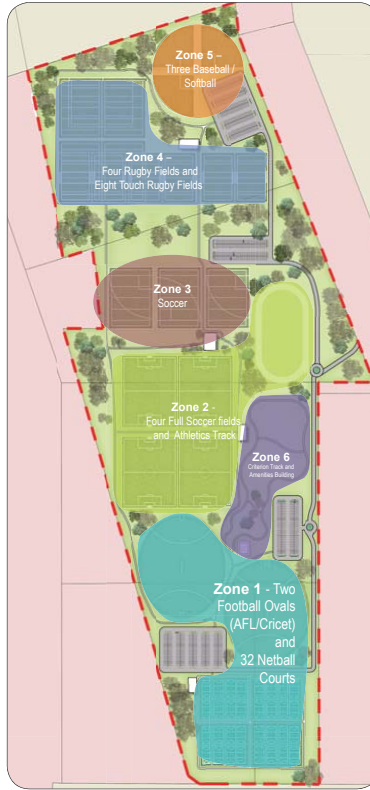 Zone 5 –
Three Baseball /
Softball
Zone 4 –
Four Rugby Fields and
Eight Touch Rugby Fields
Zone 3
Soccer
Zone 2 -
Four Full Soccer fields
and Athletics Track
Zone 6
Criterion Track and
Amenities Building
Zone 1 - Two
Football Ovals
(AFL/Cricet)
and
32 Netball
Courts